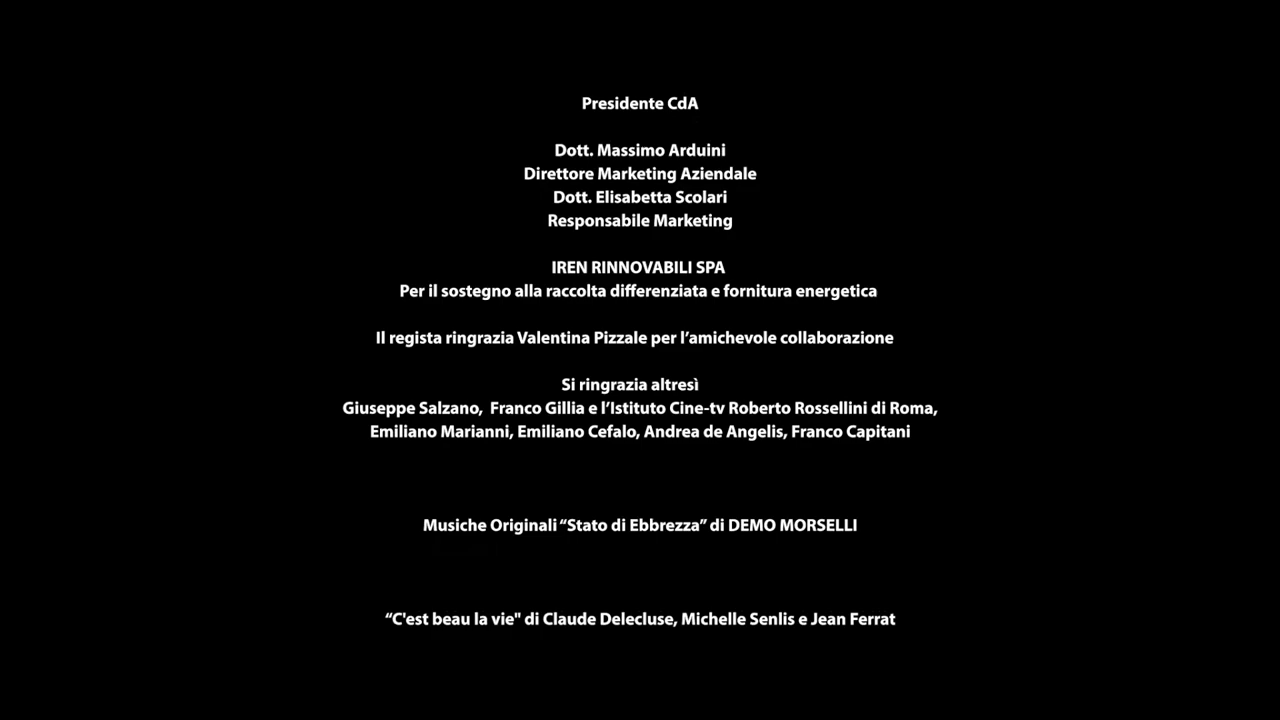 Presidente CdA
Dott. Massimo Arduini
Direttore Marketing Aziendale
Dott. Elisabetta Scolari
Responsabile Marketing
IREN RINNOVABILI SPA
Per il sostegno alla raccolta differenziata e fornitura energetica
Il regista ringrazia Valentina Pizzale per l’amichevole collaborazione
Si ringrazia altresì
Giuseppe Salzano,  Franco Gillia e l’Istituto Cine-tv Roberto Rossellini di Roma,
Emiliano Marianni, Emiliano Cefalo, Andrea de Angelis, Franco Capitani
Musiche Originali “Stato di Ebbrezza” di DEMO MORSELLI
“C'est beau la vie" di Claude Delecluse, Michelle Senlis e Jean Ferrat